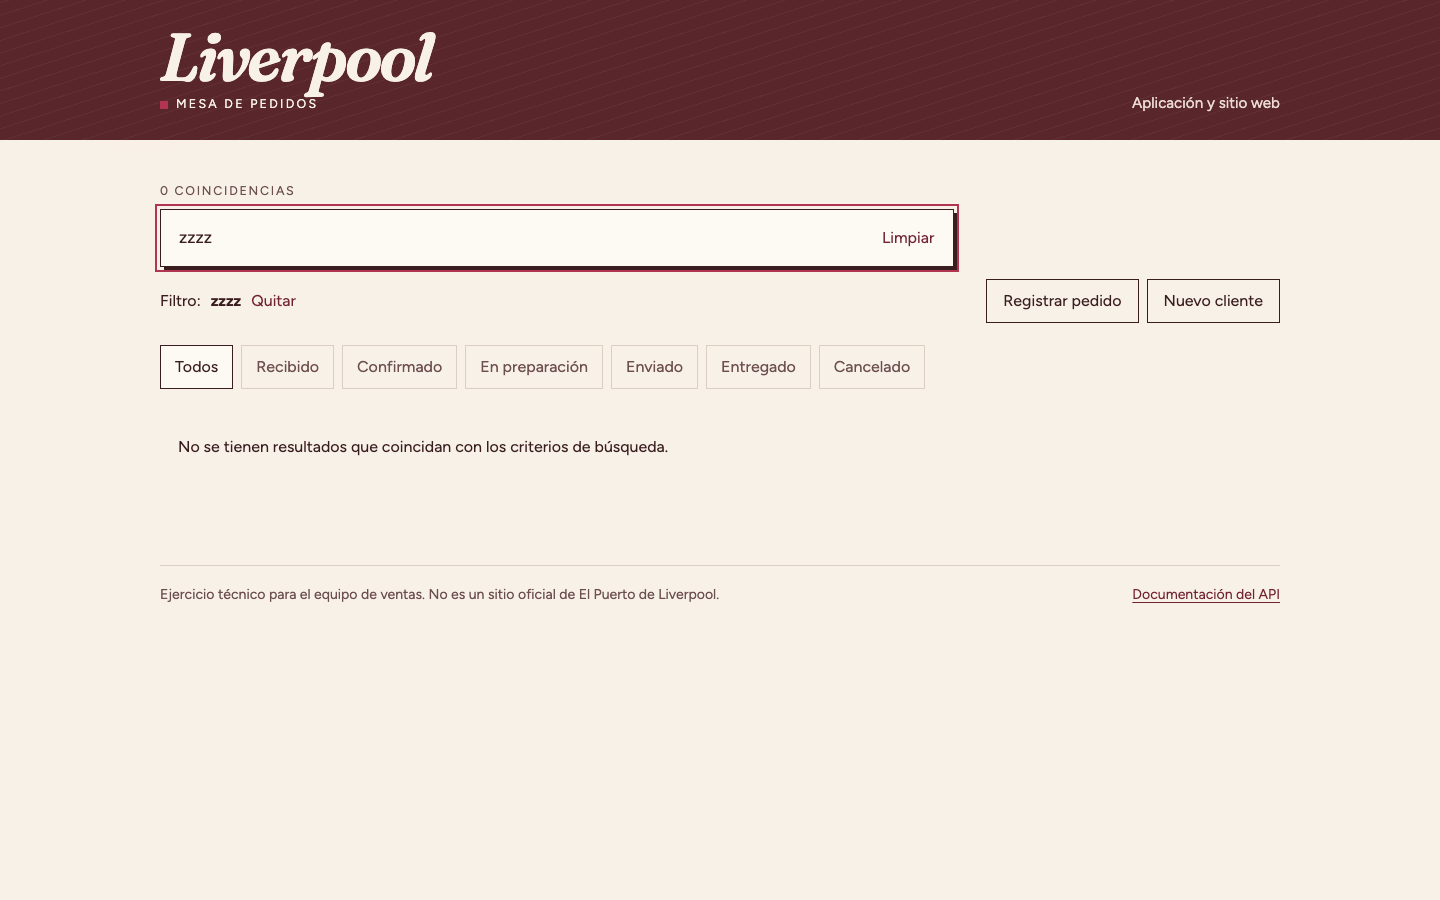 Liverpool
MESA DE PEDIDOS
Aplicación y sitio web
0 COINCIDENCIAS
zzzz
Limpiar
Filtro: zzzz Quitar
Registrar pedido
Nuevo cliente
Todos
Recibido
Confirmado
En preparación
Enviado
Entregado
Cancelado
No se tienen resultados que coincidan con los criterios de búsqueda.
Ejercicio técnico para el equipo de ventas. No es un sitio oficial de El Puerto de Liverpool.
Documentación del API